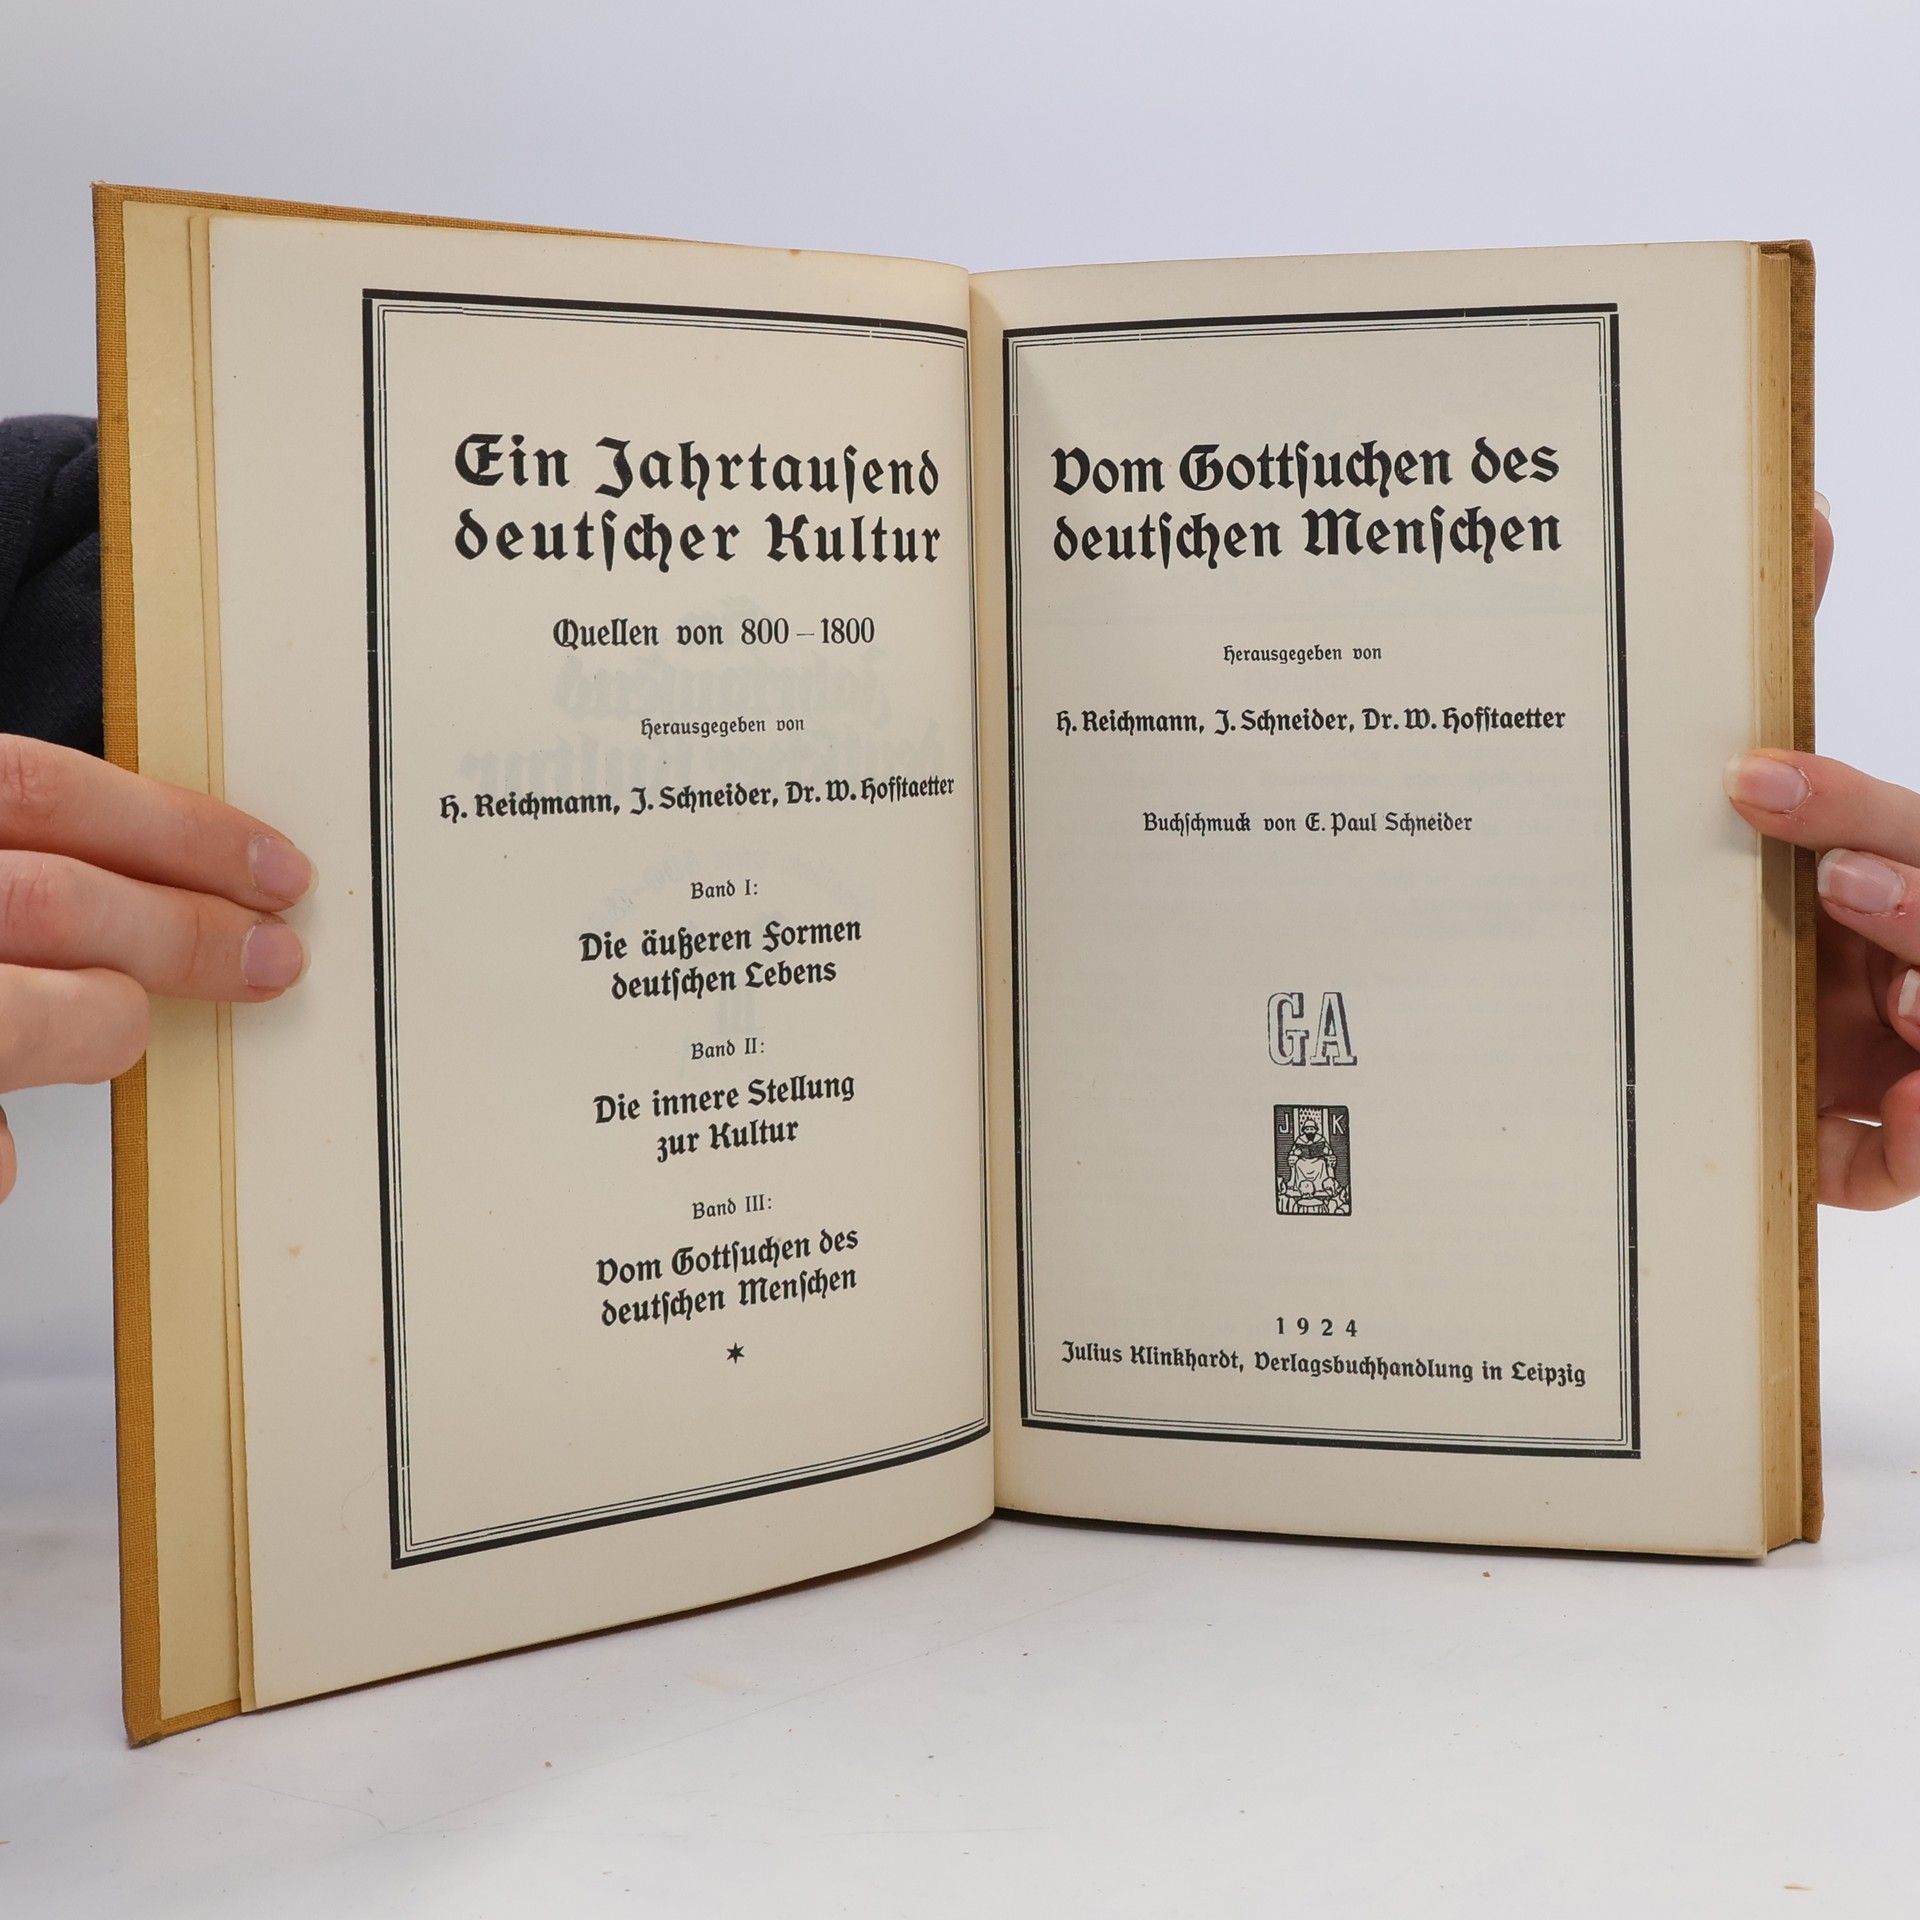 Ein Jahrtausend
deutscher Kultur
Quellen von 800–1800
Herausgegeben von
H. Reichmann, J. Schneider, Dr. W. Hofstaetter
Band I:
Die äußeren Formen
deutschen Lebens
Band II:
Die innere Stellung
zur Kultur
Band III:
Vom Gottsuchen des
deutschen Menschen
Vom Gottsuchen des
deutschen Menschen
Herausgegeben von
H. Reichmann, J. Schneider, Dr. W. Hofstaetter
Buchschmuck von E. Paul Schneider
GA
J K
1924
Julius Klinkhardt, Verlagsbuchhandlung in Leipzig